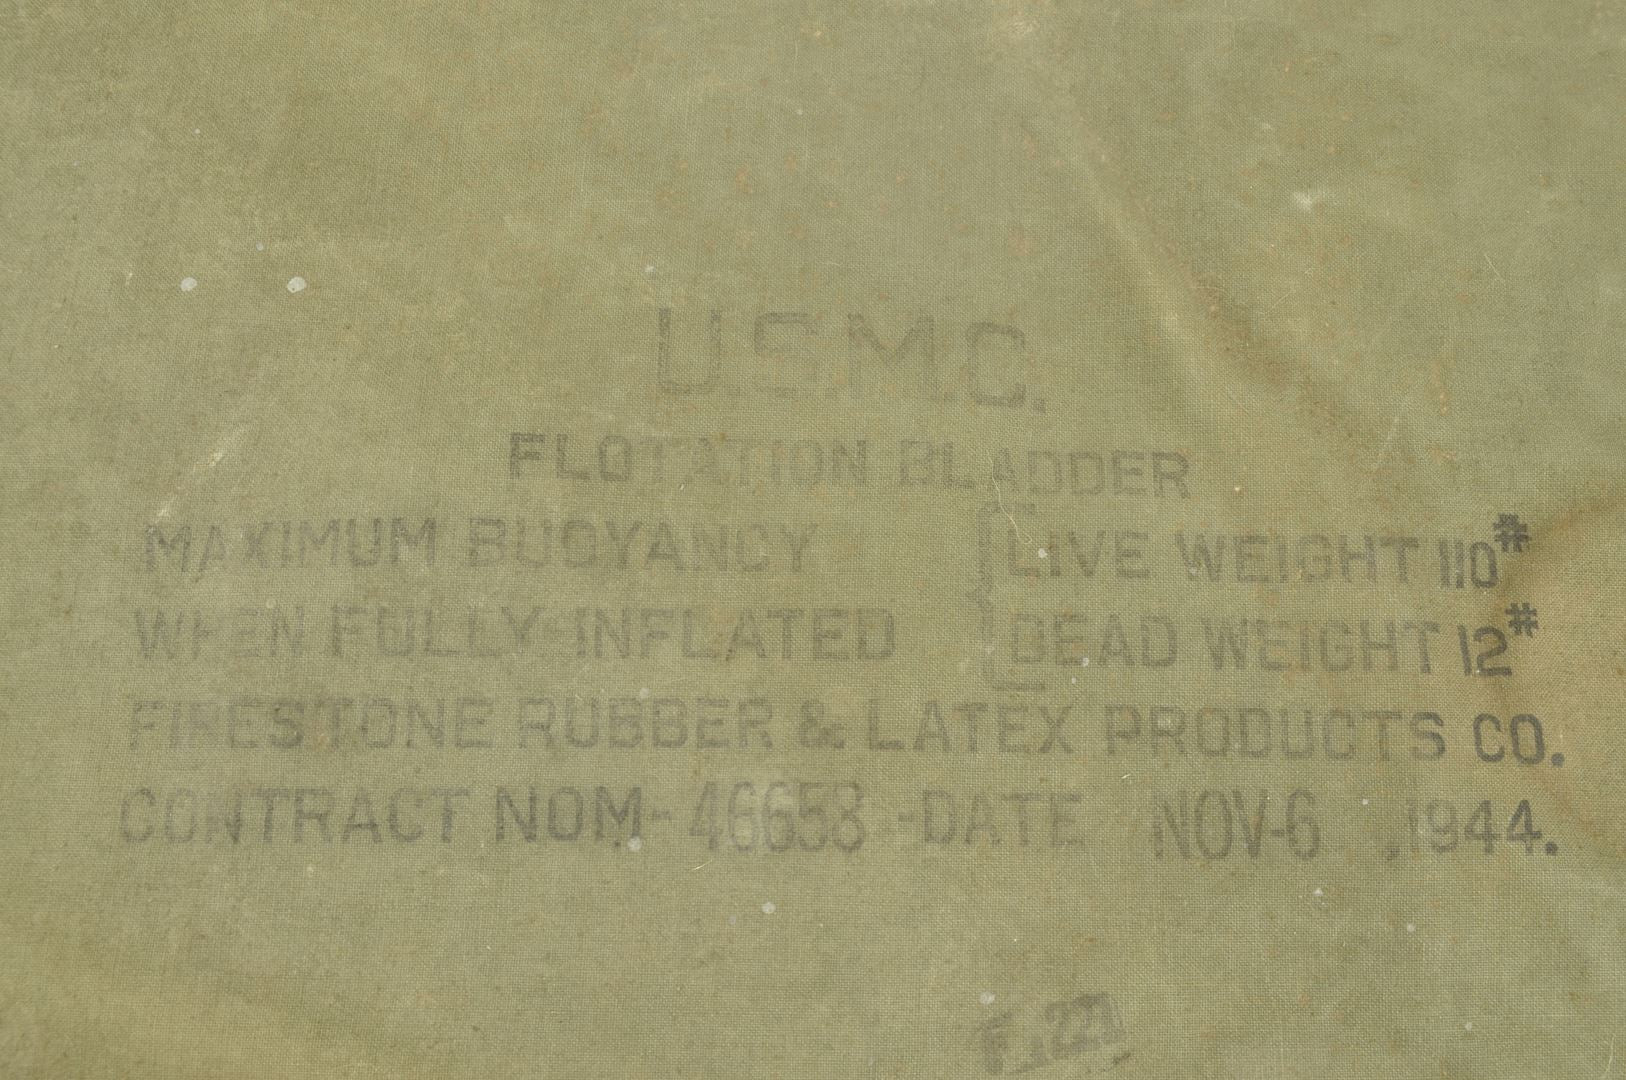 U.S.M.C.
FLOTATION BLADDER
MAXIMUM BUOYANCY { LIVE WEIGHT 110#
WHEN FULLY INFLATED { DEAD WEIGHT 12#
FIRESTONE RUBBER & LATEX PRODUCTS CO.
CONTRACT NOM-46658 -DATE NOV-6 ,1944.
F.221